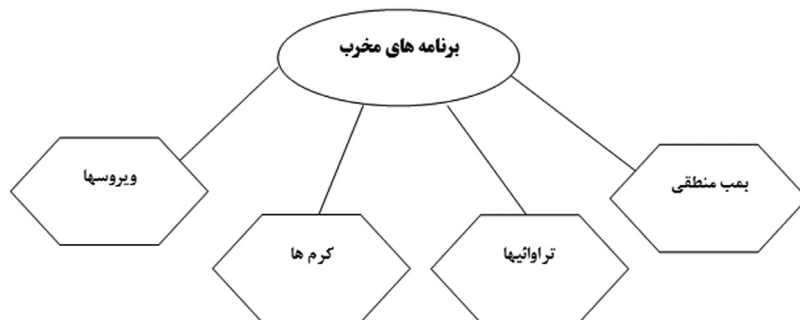 برنامه های مخرب
بمب منطقی
ویروسها
تراوائیها
کرم ها